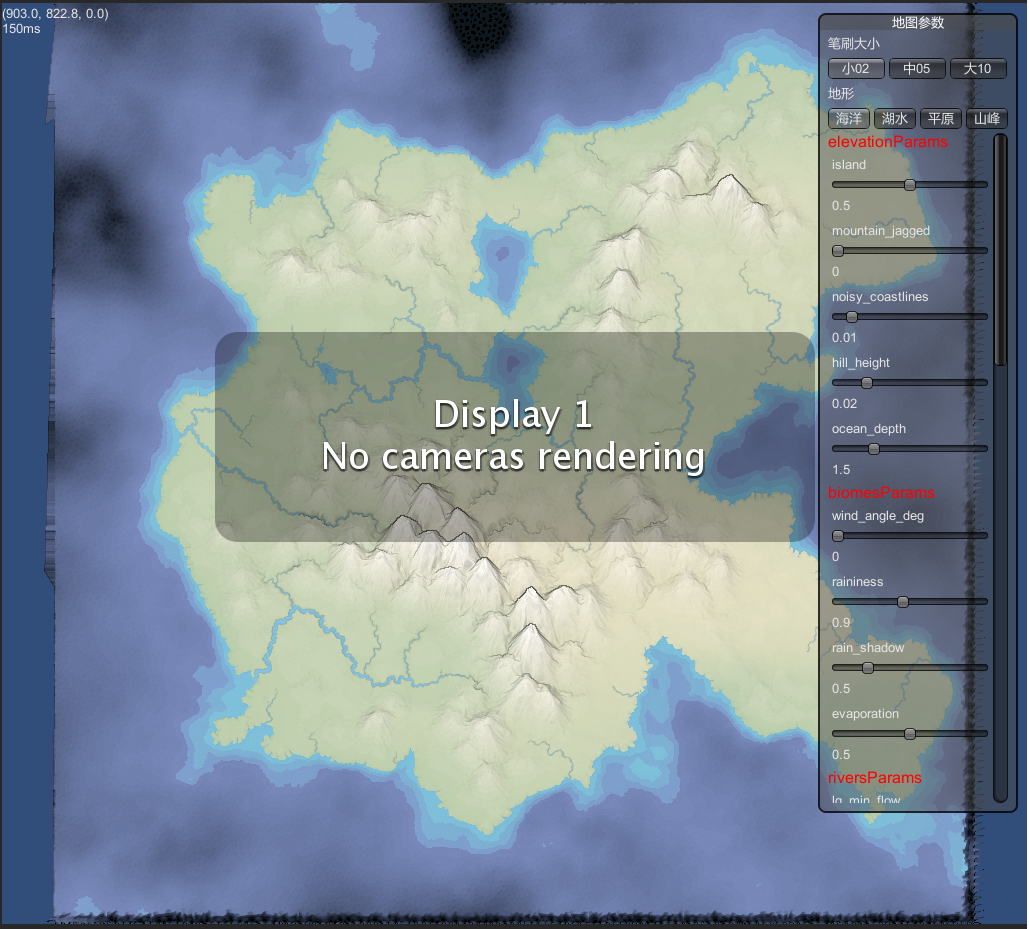 (903.0, 822.8, 0.0)
150ms
地图参数
笔刷大小
小02 中05 大10
地形
海洋 湖水 平原 山峰
elevationParams
island
0.5
mountain_jagged
0
noisy_coastlines
0.01
hill_height
0.02
ocean_depth
1.5
biomesParams
wind_angle_deg
0
raininess
0.9
rain_shadow
0.5
evaporation
0.5
riversParams
lg_min_flow
Display 1
No cameras rendering